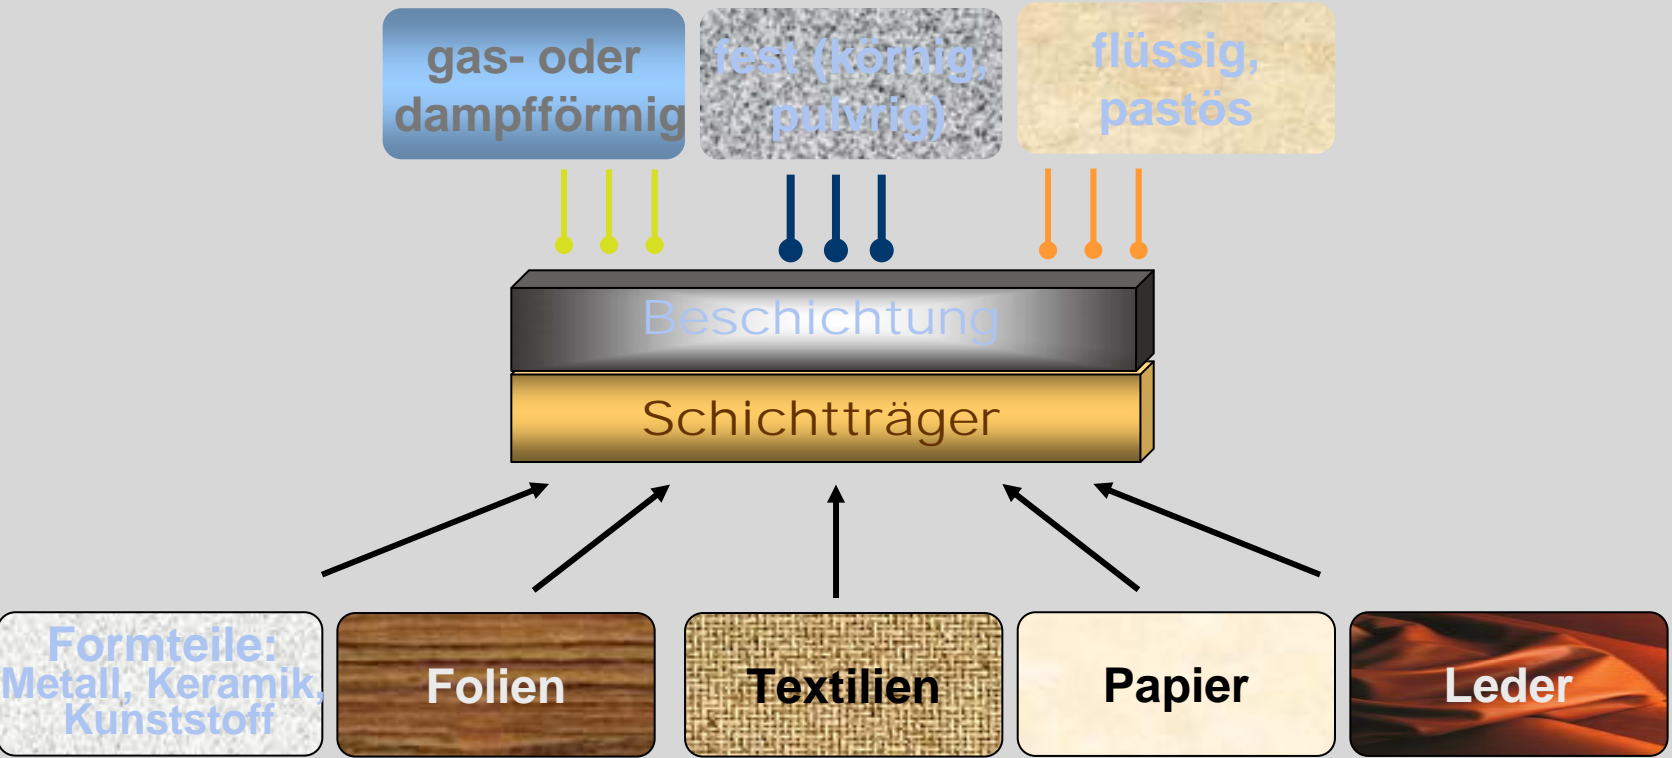 gas- oder
dampfförmig
fest (körnig,
pulvrig)
flüssig,
pastös
Beschichtung
Schichtträger
Formteile:
Metall, Keramik,
Kunststoff
Folien
Textilien
Papier
Leder